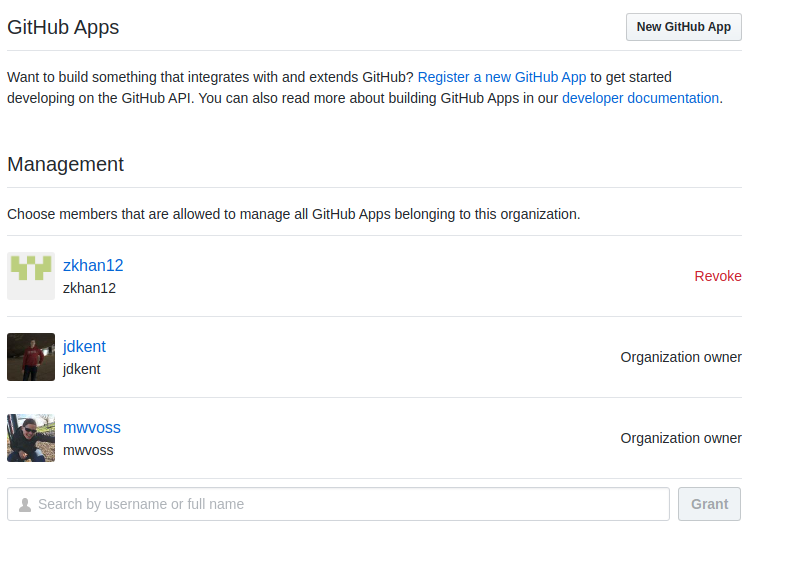 GitHub Apps
New GitHub App
Want to build something that integrates with and extends GitHub? Register a new GitHub App to get started
developing on the GitHub API. You can also read more about building GitHub Apps in our developer documentation.
Management
Choose members that are allowed to manage all GitHub Apps belonging to this organization.
zkhan12
zkhan12
Revoke
jdkent
jdkent
Organization owner
mwvoss
mwvoss
Organization owner
Search by username or full name
Grant